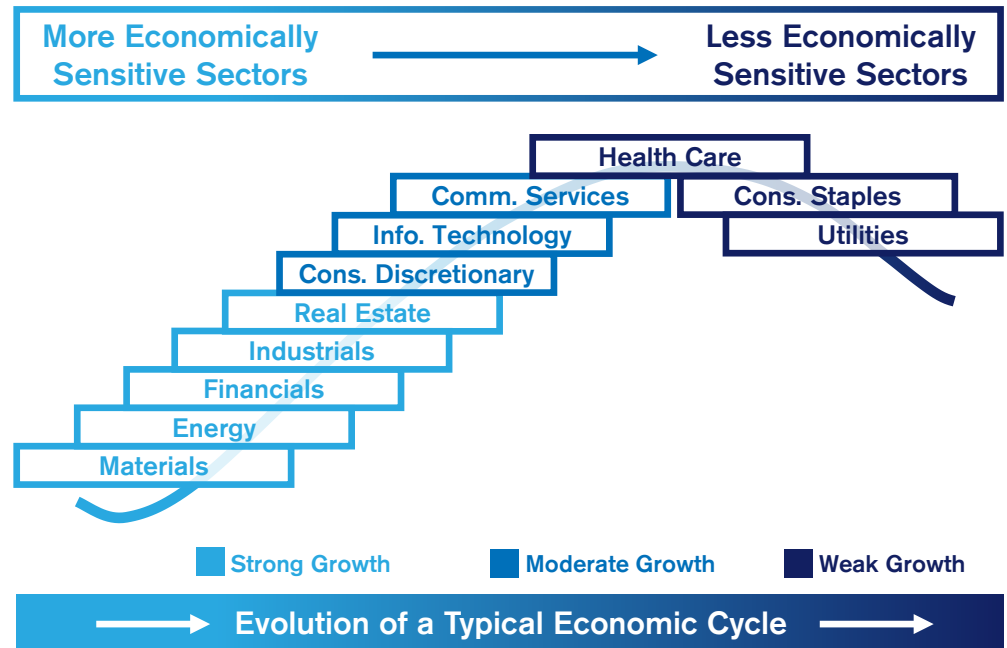 More Economically
Sensitive Sectors
Less Economically
Sensitive Sectors
Health Care
Comm. Services
Cons. Staples
Info. Technology
Utilities
Cons. Discretionary
Real Estate
Industrials
Financials
Energy
Materials
Strong Growth
Moderate Growth
Weak Growth
Evolution of a Typical Economic Cycle